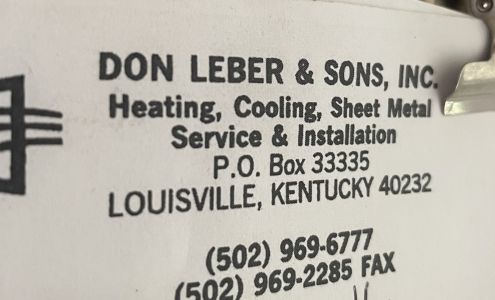 DON LEBER & SONS, INC.
Heating, Cooling, Sheet Metal
Service & Installation
P.O. Box 33335
LOUISVILLE, KENTUCKY 40232
(502) 969-6777
(502) 969-2285 FAX